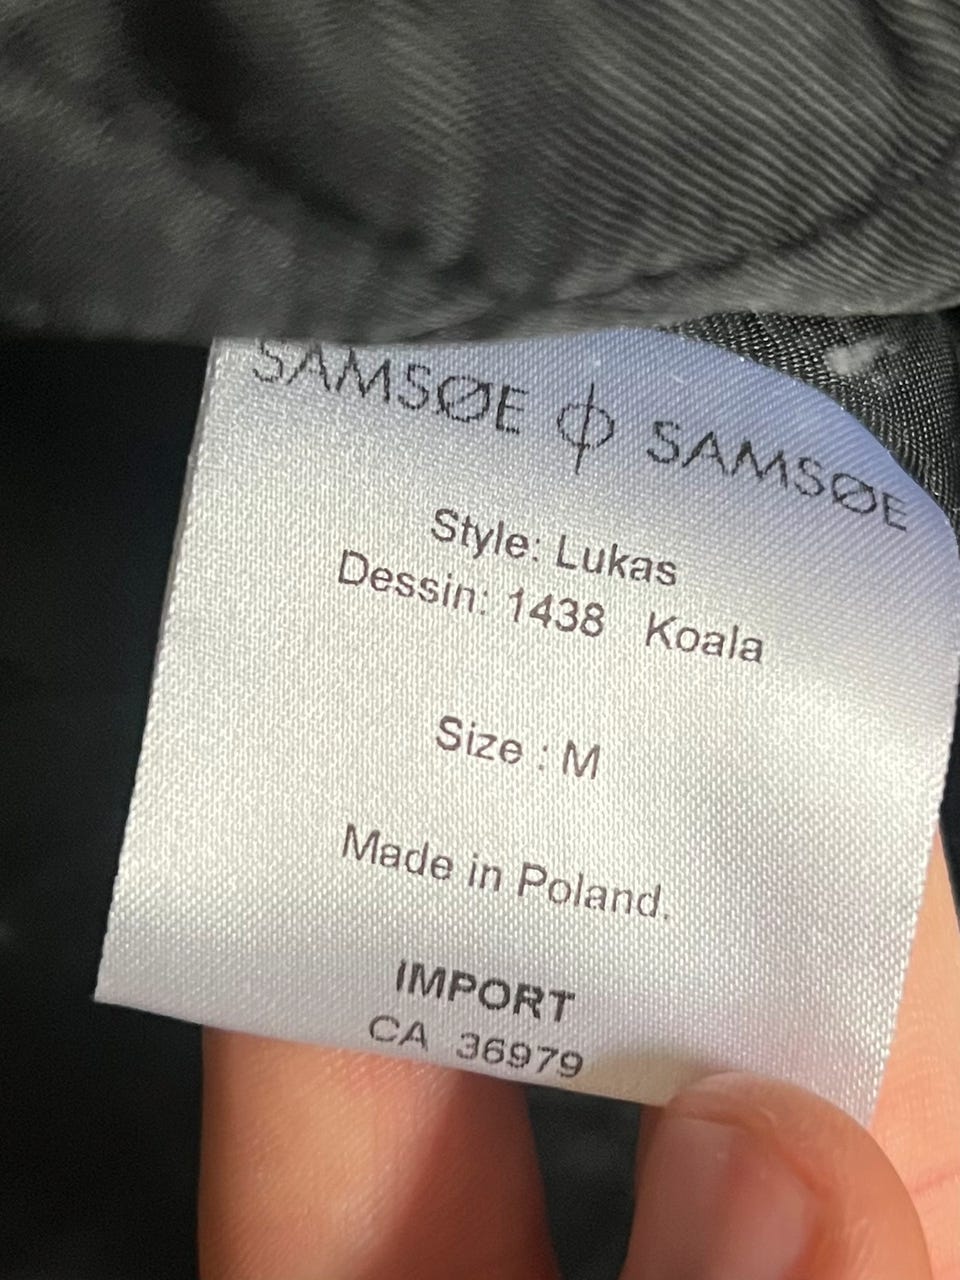 SAMSØE ϕ SAMSØE
Style: Lukas
Dessin: 1438 Koala
Size : M
Made in Poland.
IMPORT
CA 36979